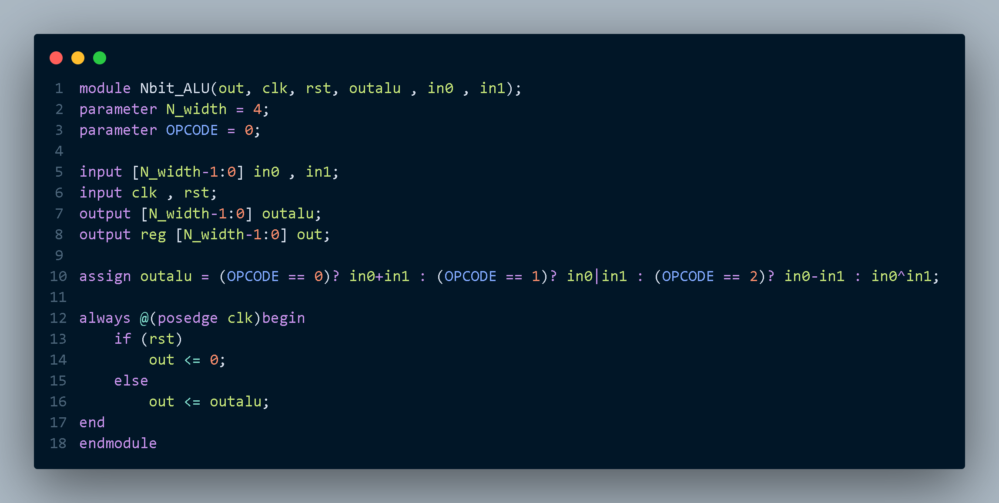 1 module Nbit_ALU(out, clk, rst, outalu , in0 , in1);
2 parameter N_width = 4;
3 parameter OPCODE = 0;
4
5 input [N_width-1:0] in0 , in1;
6 input clk , rst;
7 output [N_width-1:0] outalu;
8 output reg [N_width-1:0] out;
9
10 assign outalu = (OPCODE == 0)? in0+in1 : (OPCODE == 1)? in0|in1 : (OPCODE == 2)? in0-in1 : in0^in1;
11
12 always @(posedge clk)begin
13     if (rst)
14         out <= 0;
15     else
16         out <= outalu;
17 end
18 endmodule